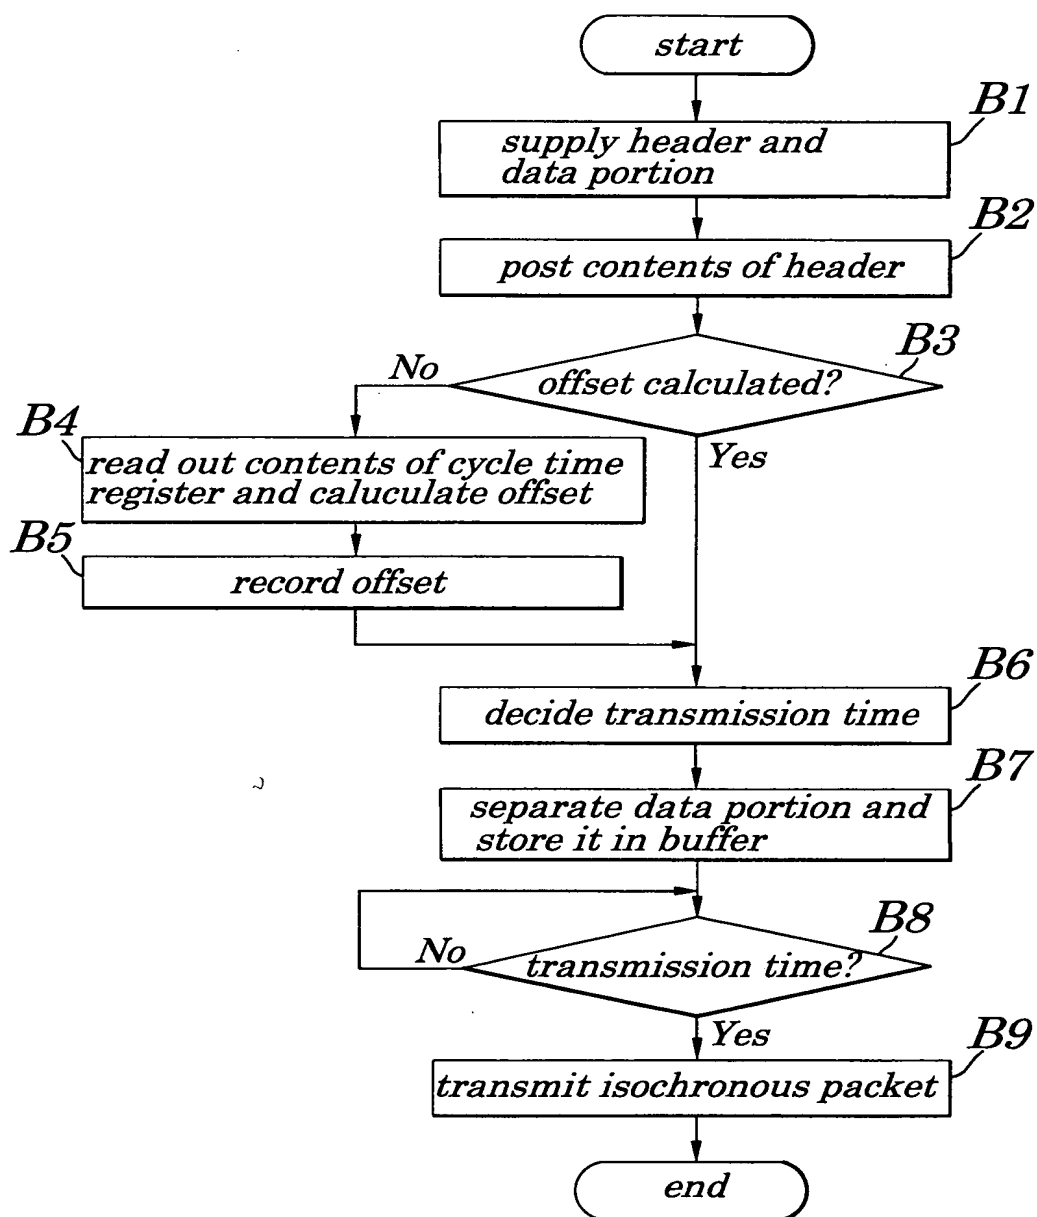 start
B1
supply header and
data portion
B2
post contents of header
B3
offset calculated?
No
Yes
B4
read out contents of cycle time
register and caluculate offset
B5
record offset
B6
decide transmission time
B7
separate data portion and
store it in buffer
B8
transmission time?
No
Yes
B9
transmit isochronous packet
end